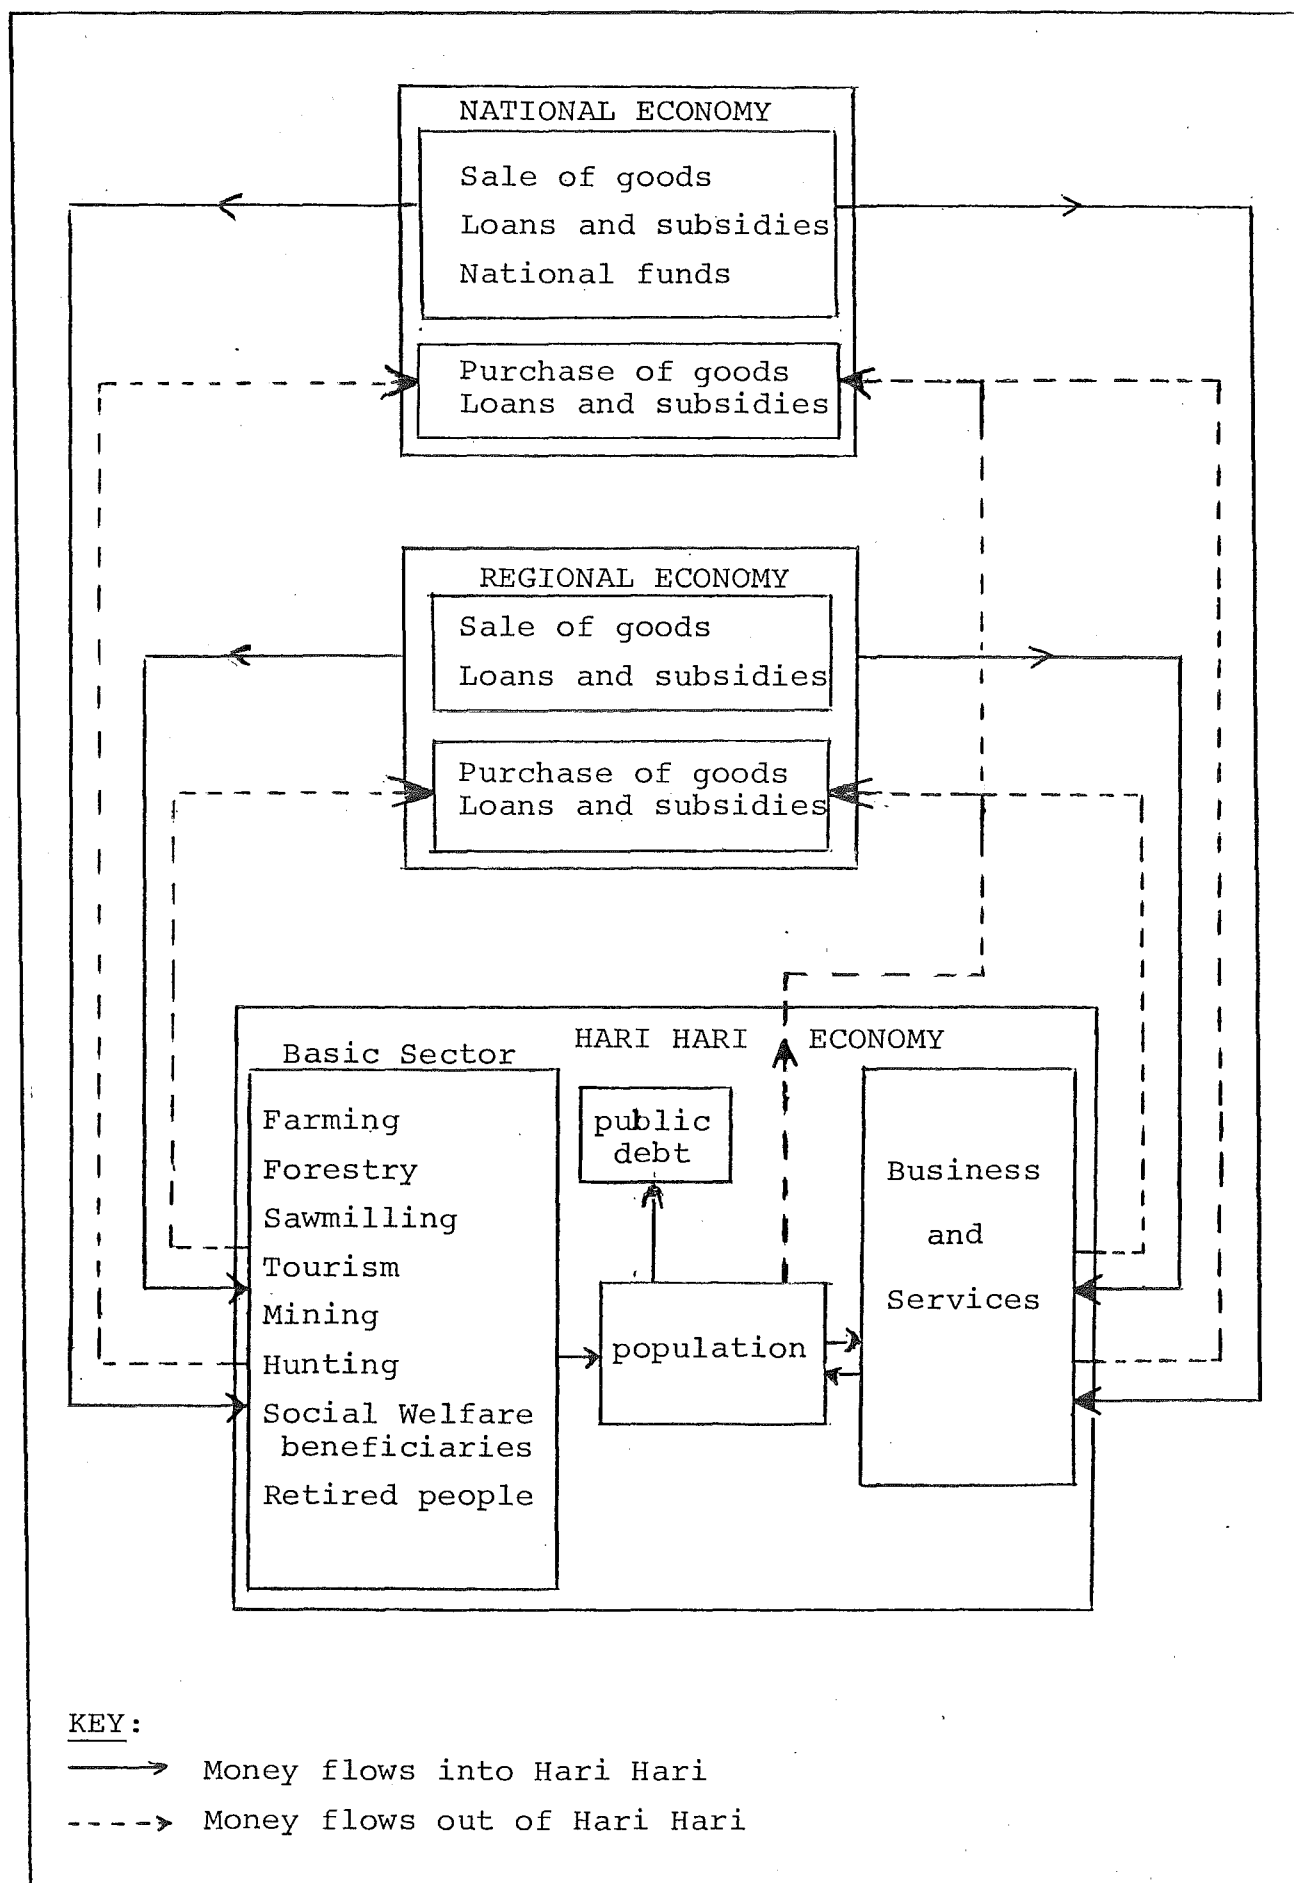 NATIONAL ECONOMY
Sale of goods
Loans and subsidies
National funds
Purchase of goods
Loans and subsidies
REGIONAL ECONOMY
Sale of goods
Loans and subsidies
Purchase of goods
Loans and subsidies
HARI HARI ECONOMY
Basic Sector
Farming
Forestry
Sawmilling
Tourism
Mining
Hunting
Social Welfare
beneficiaries
Retired people
public
debt
population
Business
and
Services
KEY:
Money flows into Hari Hari
Money flows out of Hari Hari